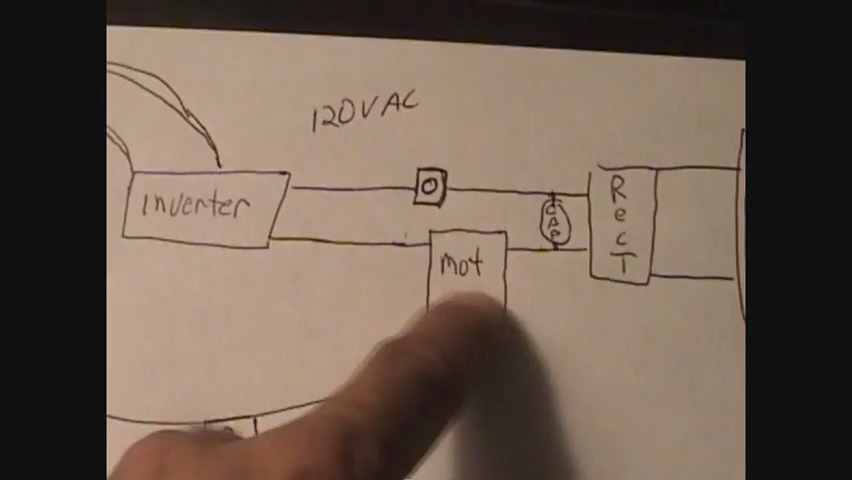 120VAC
inverter
mot
CAP
RecT